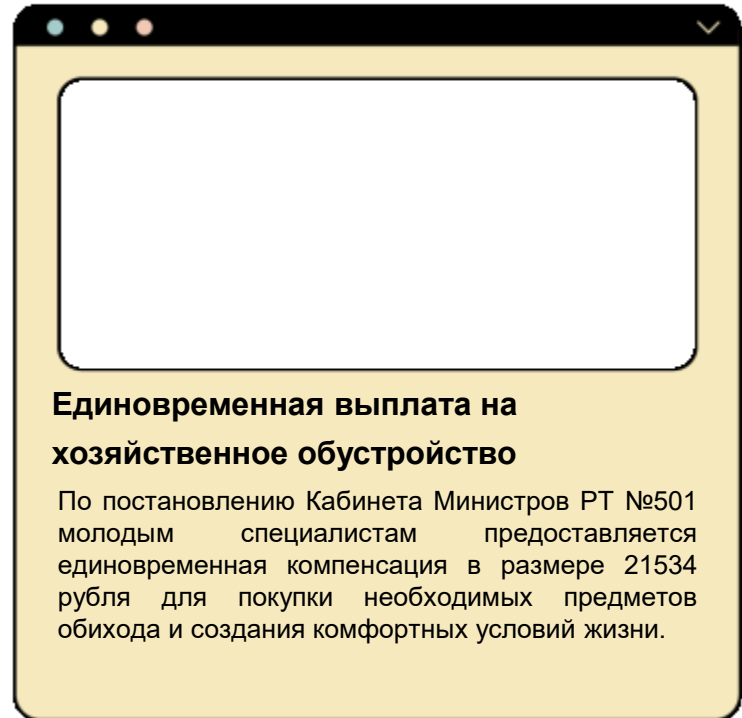 Единовременная выплата на
хозяйственное обустройство
По постановлению Кабинета Министров РТ №501
молодым специалистам предоставляется
единовременная компенсация в размере 21534
рубля для покупки необходимых предметов
обихода и создания комфортных условий жизни.